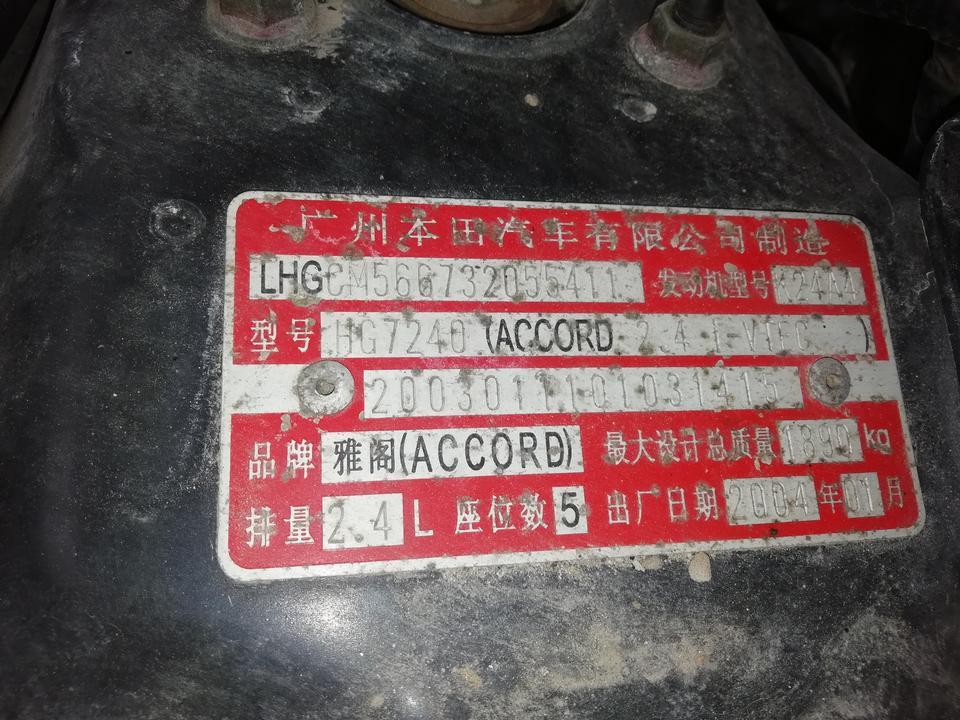 广州本田汽车有限公司制造
LHGCM566732055411 发动机型号 K24A4
型号 HG7240 (ACCORD 2.4 i-VTEC )
2003011101031415
品牌 雅阁(ACCORD) 最大设计总质量 1890 kg
排量 2.4 L 座位数 5 出厂日期 2004 年 01 月